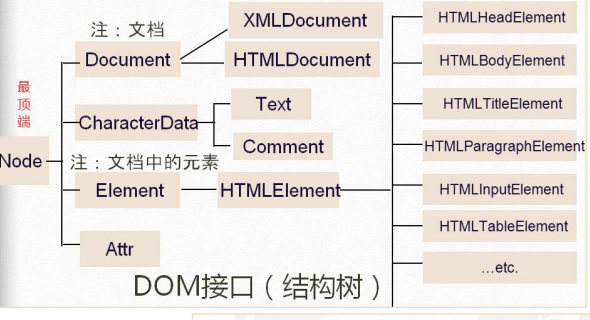 注：文档
XMLDocument
HTMLHeadElement
Document
HTMLDocument
HTMLBodyElement
最顶端
Text
HTMLTitleElement
CharacterData
Comment
HTMLParagraphElement
Node
注：文档中的元素
Element
HTMLElement
HTMLInputElement
HTMLTableElement
Attr
...etc.
DOM接口（结构树）